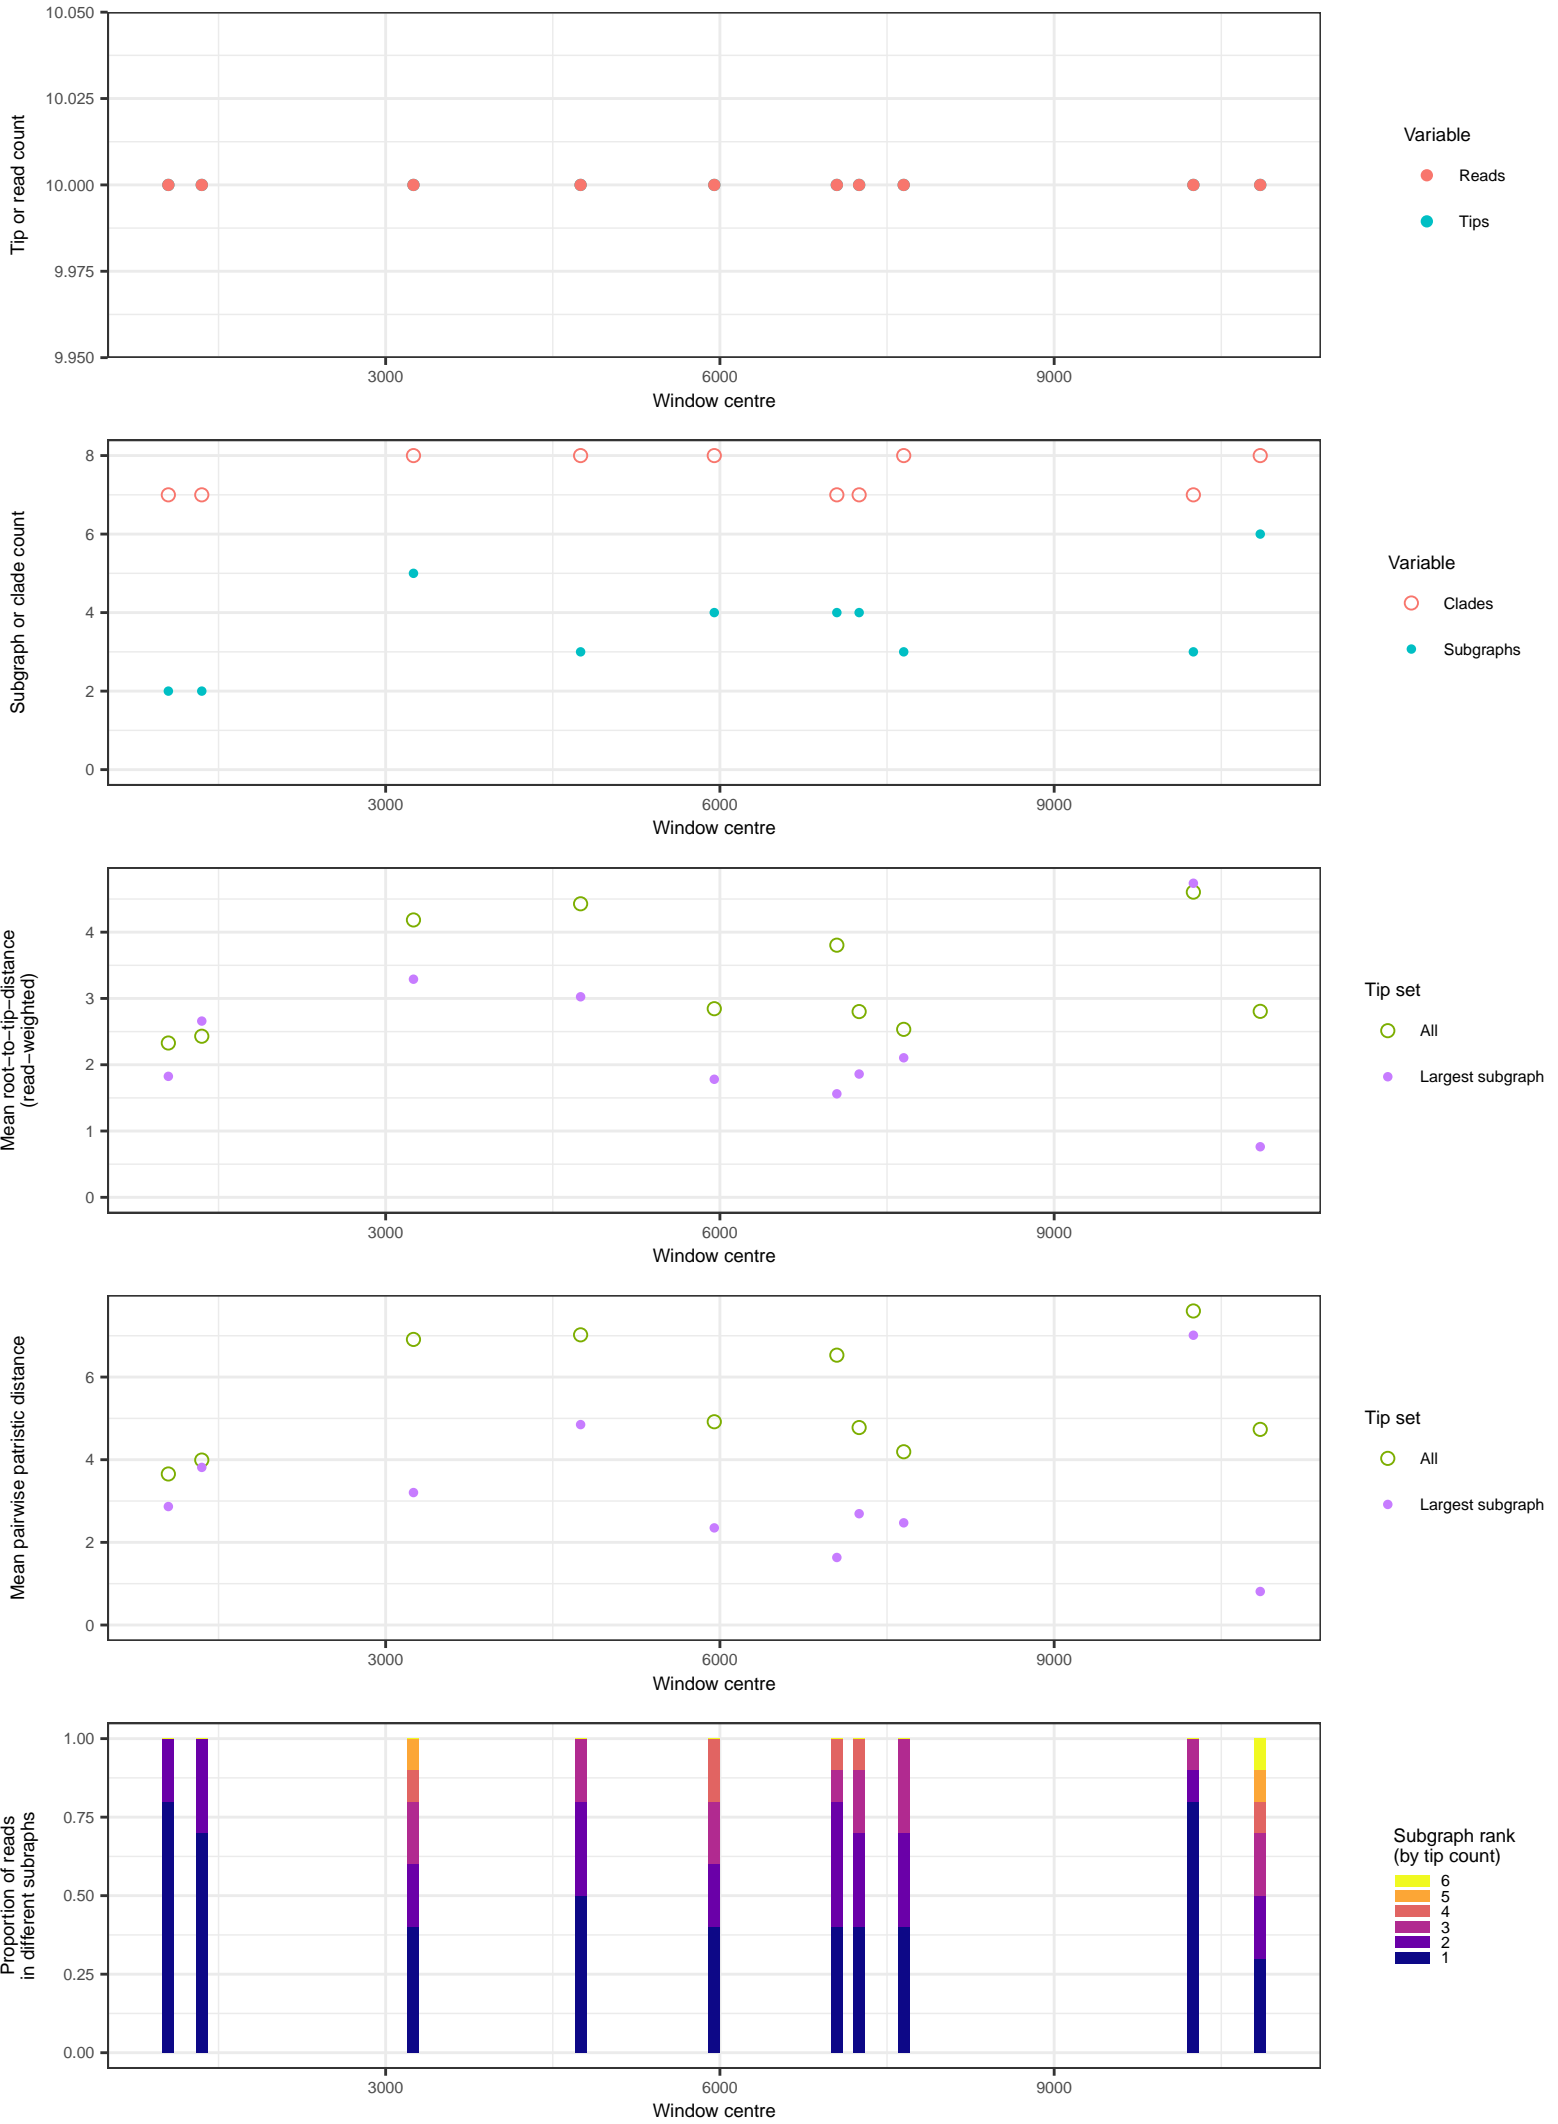 10.050
10.025
10.000
9.975
9.950
Tip or read count
3000 6000 9000
Window centre
Variable
Reads
Tips
8
6
4
2
0
Subgraph or clade count
3000 6000 9000
Window centre
Variable
Clades
Subgraphs
4
3
2
1
0
Mean root−to−tip−distance
(read−weighted)
3000 6000 9000
Window centre
Tip set
All
Largest subgraph
6
4
2
0
Mean pairwise patristic distance
3000 6000 9000
Window centre
Tip set
All
Largest subgraph
1.00
0.75
0.50
0.25
0.00
Proportion of reads
in different subraphs
3000 6000 9000
Window centre
Subgraph rank
(by tip count)
6
5
4
3
2
1